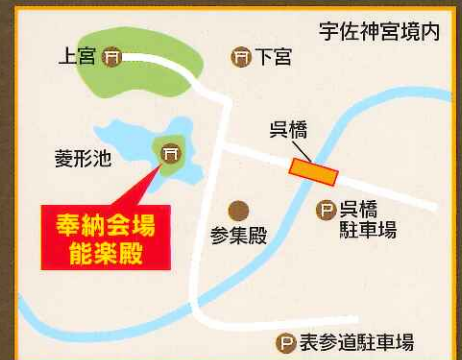 宇佐神宮境内
上宮
下宮
呉橋
菱形池
奉納会場
能楽殿
参集殿
P 呉橋
駐車場
P 表参道駐車場